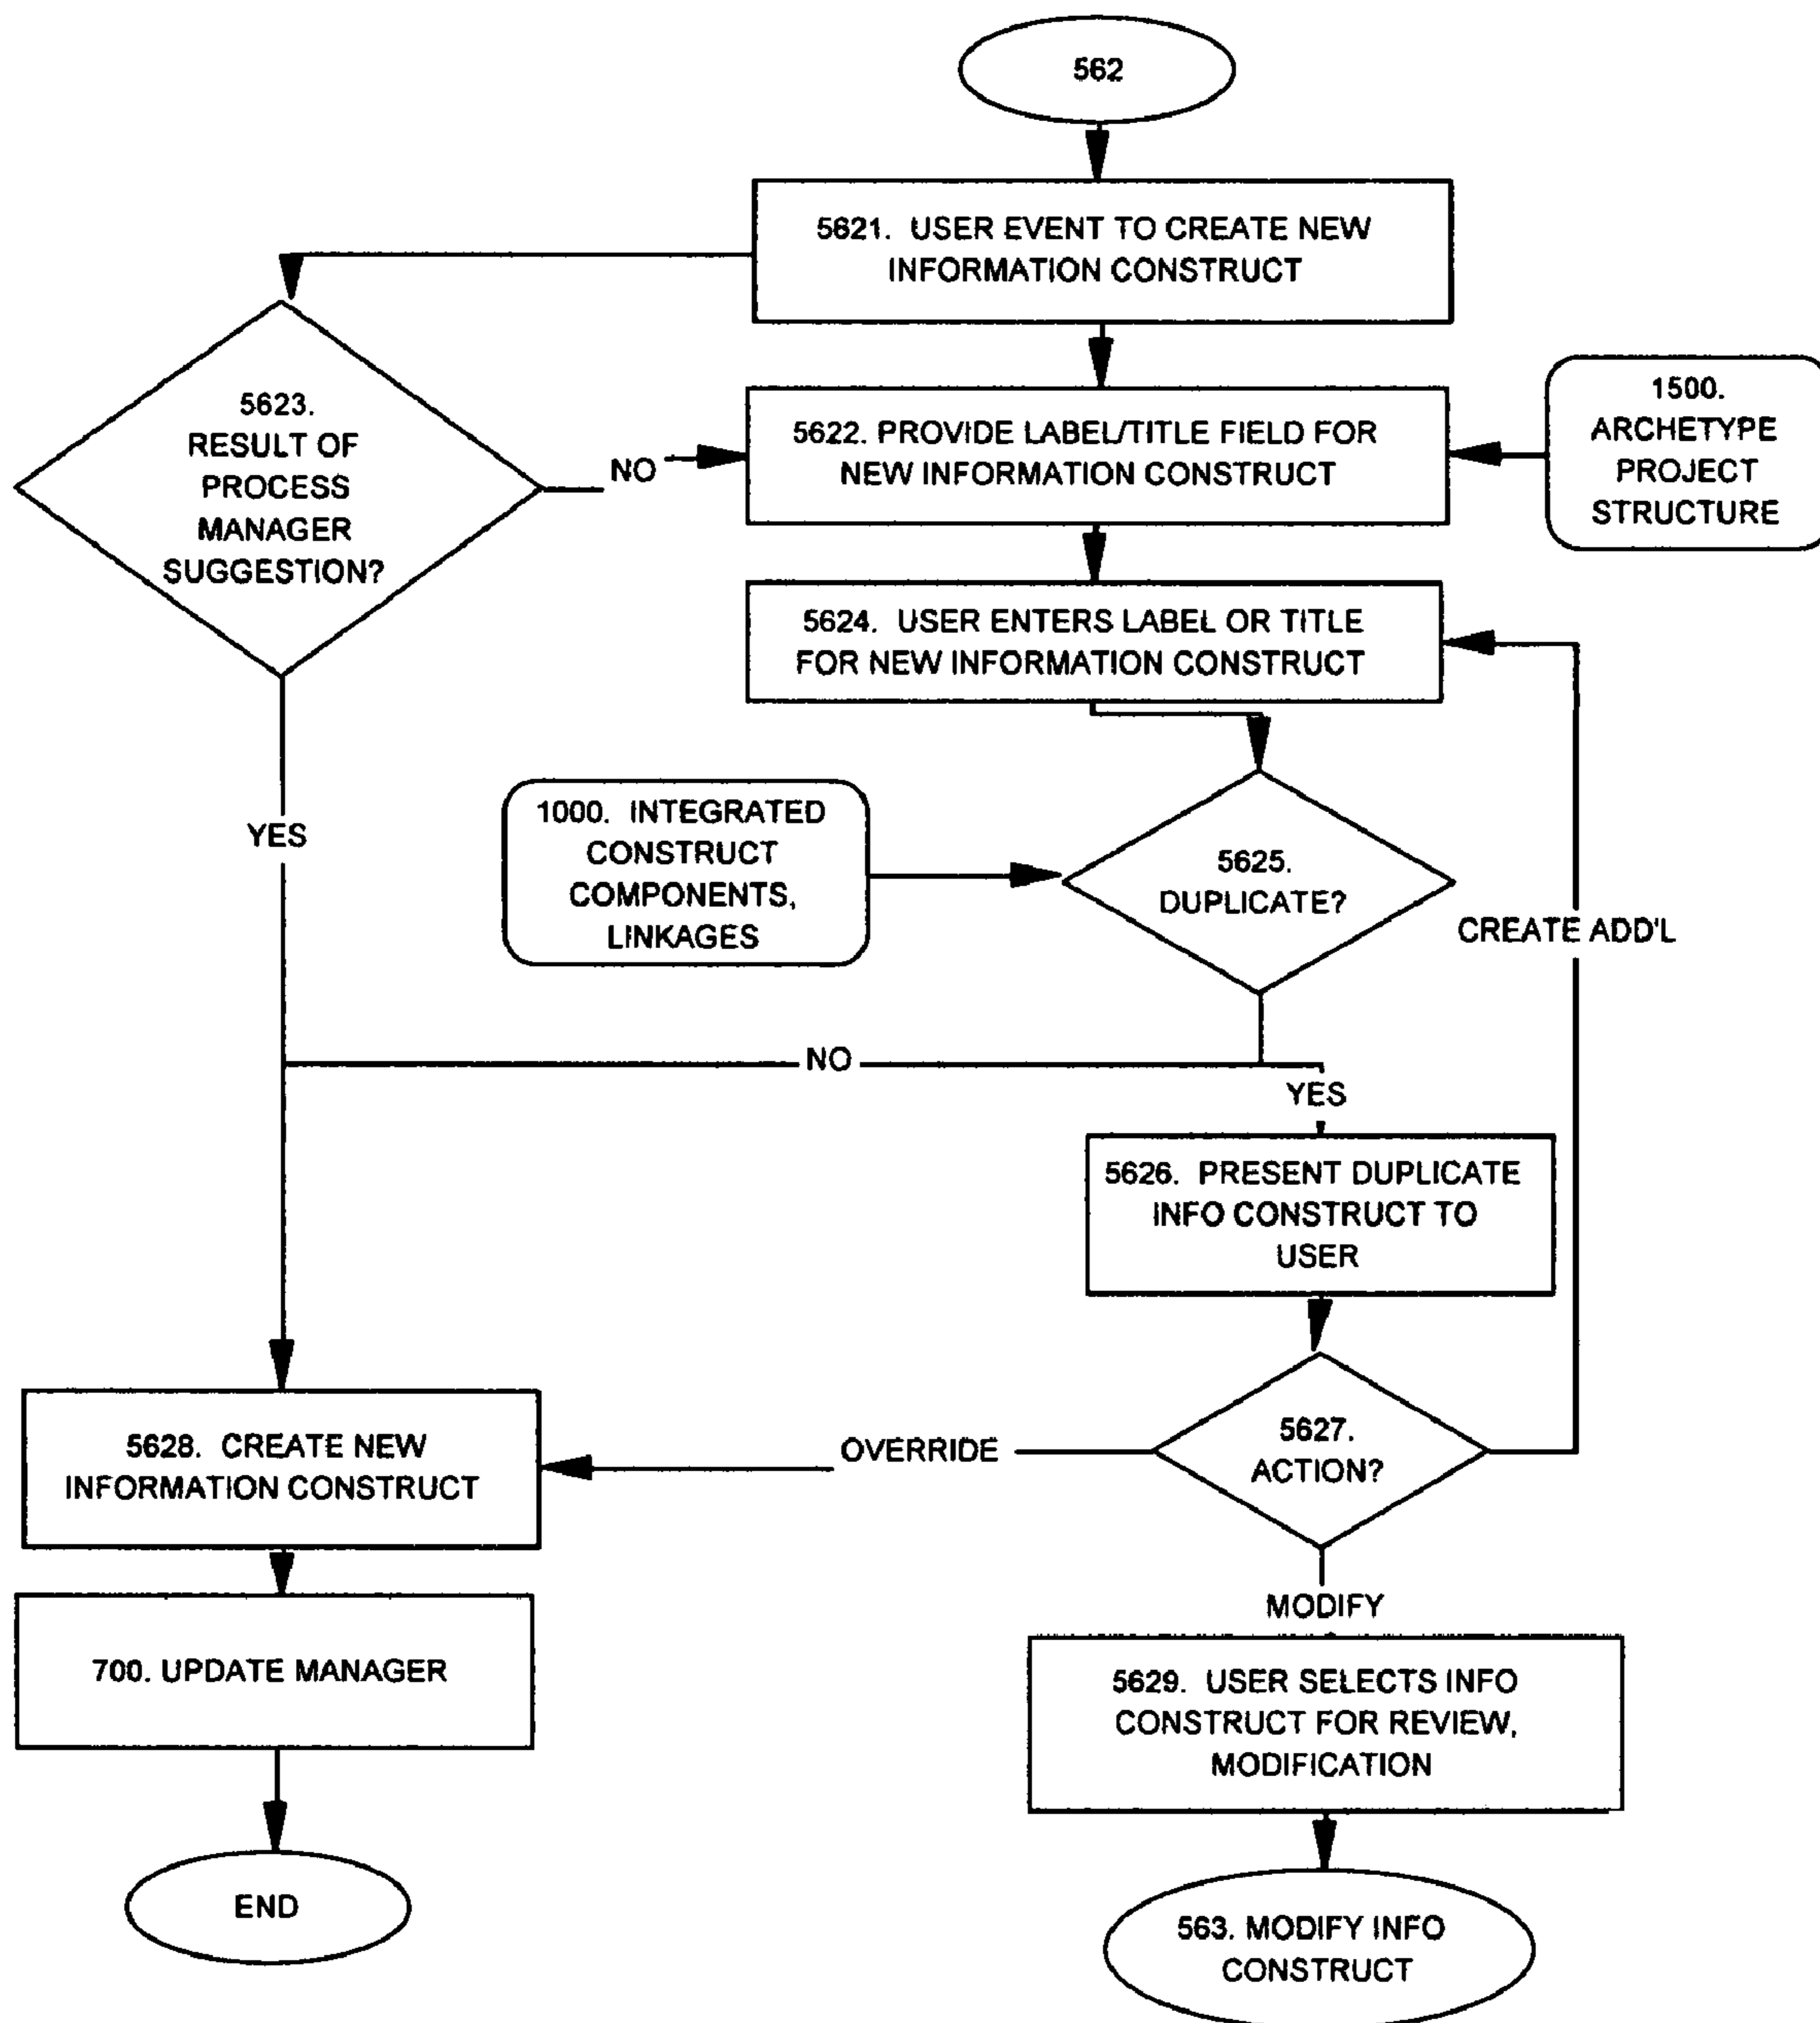 562
5621. USER EVENT TO CREATE NEW
INFORMATION CONSTRUCT
5623.
RESULT OF
PROCESS
MANAGER
SUGGESTION?
NO
5622. PROVIDE LABEL/TITLE FIELD FOR
NEW INFORMATION CONSTRUCT
1500.
ARCHETYPE
PROJECT
STRUCTURE
5624. USER ENTERS LABEL OR TITLE
FOR NEW INFORMATION CONSTRUCT
YES
1000. INTEGRATED
CONSTRUCT
COMPONENTS,
LINKAGES
5625.
DUPLICATE?
CREATE ADD'L
NO
YES
5626. PRESENT DUPLICATE
INFO CONSTRUCT TO
USER
5628. CREATE NEW
INFORMATION CONSTRUCT
OVERRIDE
5627.
ACTION?
MODIFY
700. UPDATE MANAGER
5629. USER SELECTS INFO
CONSTRUCT FOR REVIEW,
MODIFICATION
END
563. MODIFY INFO
CONSTRUCT